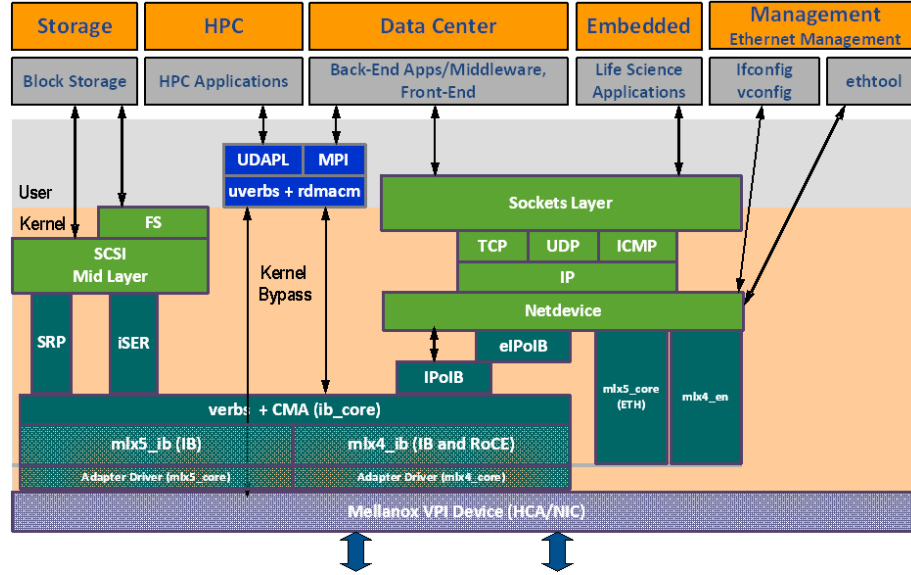 Storage
HPC
Data Center
Embedded
Management
Ethernet Management
Block Storage
HPC Applications
Back-End Apps/Middleware,
Front-End
Life Science
Applications
Ifconfig
vconfig
ethtool
UDAPL
MPI
uverbs + rdmacm
User
Kernel
Sockets Layer
FS
SCSI
Mid Layer
TCP
UDP
ICMP
IP
Kernel
Bypass
Netdevice
SRP
iSER
eIPoIB
IPoIB
mlx5_core
(ETH)
mlx4_en
verbs + CMA (ib_core)
mlx5_ib (IB)
mlx4_ib (IB and RoCE)
Adapter Driver (mlx5_core)
Adapter Driver (mlx4_core)
Mellanox VPI Device (HCA/NIC)